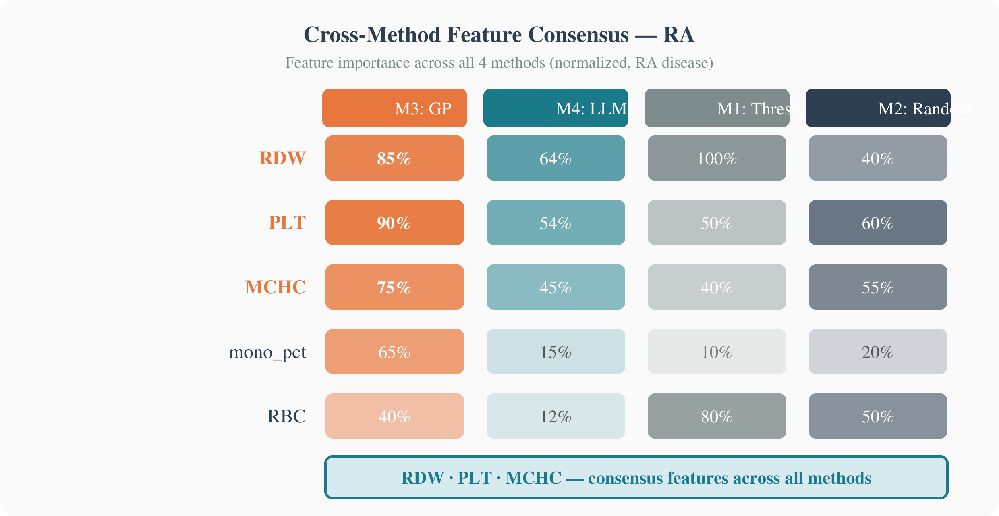 Cross-Method Feature Consensus — RA
Feature importance across all 4 methods (normalized, RA disease)
M3: GP M4: LLM M1: Thresh. M2: Random
RDW 85% 64% 100% 40%
PLT 90% 54% 50% 60%
MCHC 75% 45% 40% 55%
mono_pct 65% 15% 10% 20%
RBC 40% 12% 80% 50%
RDW · PLT · MCHC — consensus features across all methods